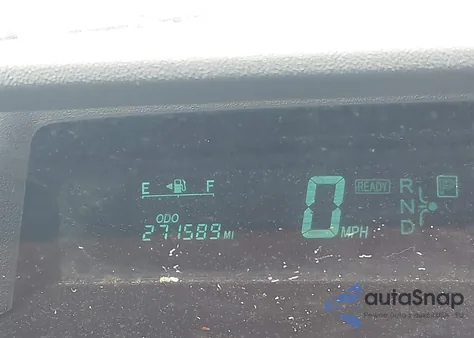 E F
ODO
271589 MI
0 MPH
READY
R
N
D
P
autoSnap